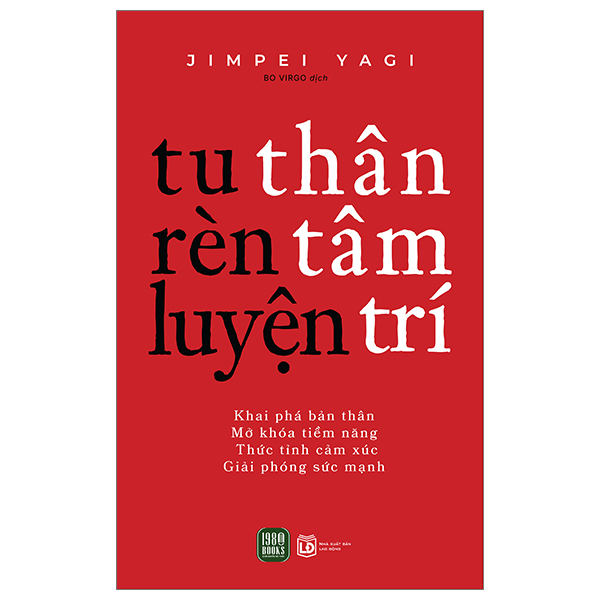 JIMPEI YAGI
BO VIRGO dịch
tu thân
rèn tâm
luyện trí
Khai phá bản thân
Mở khóa tiềm năng
Thức tỉnh cảm xúc
Giải phóng sức mạnh
1980
BOOKS
LĐ
NHÀ XUẤT BẢN
LAO ĐỘNG